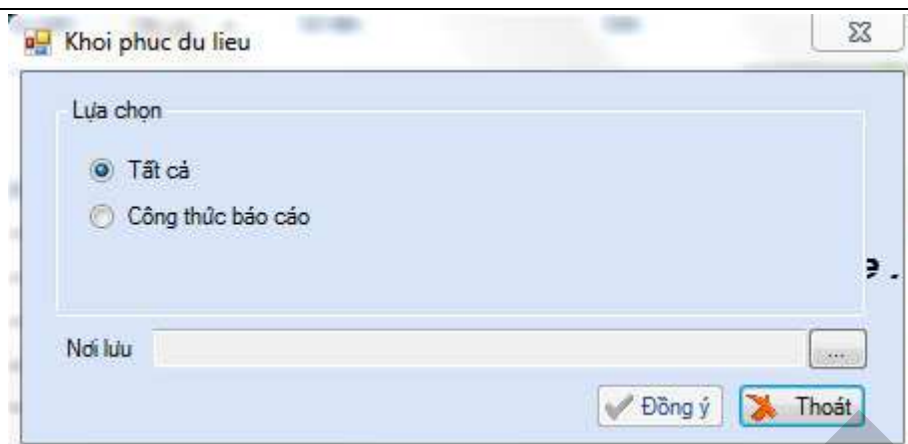 Khoi phuc du lieu
Lựa chọn
Tất cả
Công thức báo cáo
Nơi lưu
...
Đồng ý
Thoát